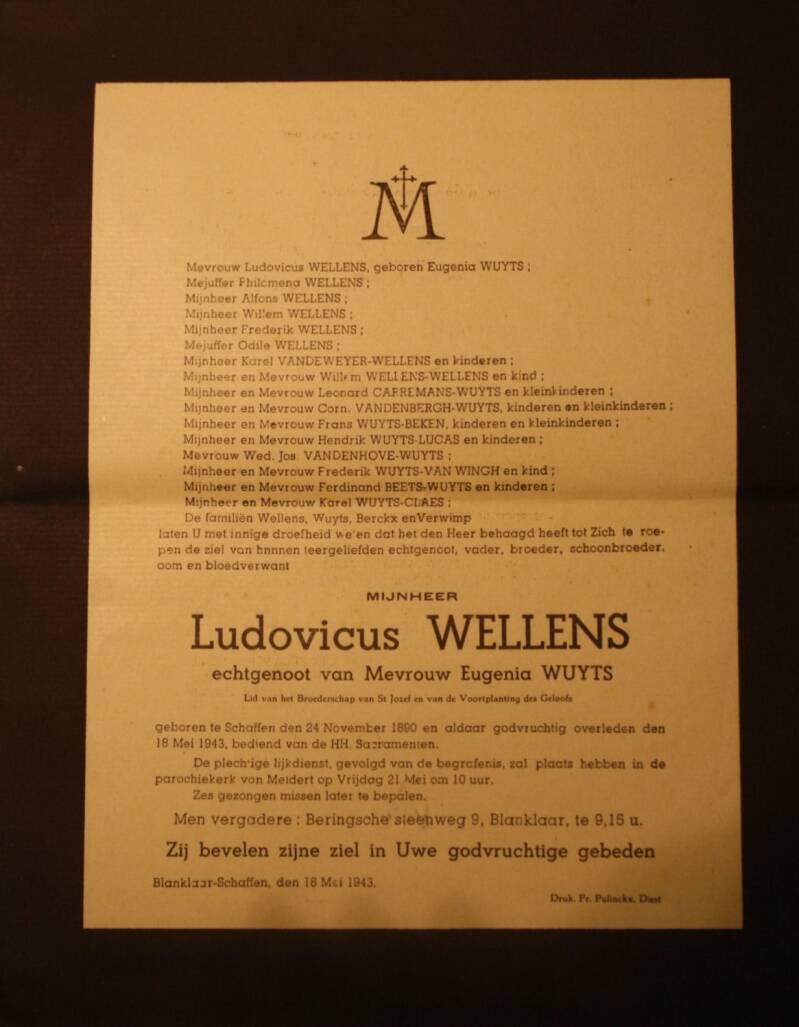 M
Mevrouw Ludovicus WELLENS, geboren Eugenia WUYTS ;
Mejuffer Philomena WELLENS ;
Mijnheer Alfons WELLENS ;
Mijnheer Willem WELLENS ;
Mijnheer Frederik WELLENS ;
Mejuffer Odile WELLENS ;
Mijnheer Karel VANDEWEYER-WELLENS en kinderen ;
Mijnheer en Mevrouw Willem WELLENS-WELLENS en kind ;
Mijnheer en Mevrouw Leonard CARREMANS-WUYTS en kleinkinderen ;
Mijnheer en Mevrouw Corn. VANDENBERGH-WUYTS, kinderen en kleinkinderen ;
Mijnheer en Mevrouw Frans WUYTS-BEKEN, kinderen en kleinkinderen ;
Mijnheer en Mevrouw Hendrik WUYTS-LUCAS en kinderen ;
Mevrouw Wed. Jos VANDENHOVE-WUYTS ;
Mijnheer en Mevrouw Frederik WUYTS-VAN WINGH en kind ;
Mijnheer en Mevrouw Ferdinand BEETS-WUYTS en kinderen ;
Mijnheer en Mevrouw Karel WUYTS-CLAES ;
De familiën Wellens, Wuyts, Berckx enVerwimp
laten U met innige droefheid we'en dat het den Heer behaagd heeft tot Zich te roe-
pen de ziel van hnnnen teergeliefden echtgenoot, vader, broeder, schoonbroeder,
oom en bloedverwant
MIJNHEER
Ludovicus WELLENS
echtgenoot van Mevrouw Eugenia WUYTS
Lid van het Broederschap van St Jozef en van de Voortplanting des Geloofs
geboren te Schaffen den 24 November 1890 en aldaar godvruchtig overleden den
18 Mei 1943, bediend van de HH. Sacramenten.
De plechtige lijkdienst, gevolgd van de begrafenis, zal plaats hebben in de
parochiekerk van Meldert op Vrijdag 21 Mei om 10 uur.
Zes gezongen missen later te bepalen.
Men vergadere : Beringsche steenweg 9, Blanklaar, te 9,15 u.
Zij bevelen zijne ziel in Uwe godvruchtige gebeden
Blanklaar-Schaffen, den 18 Mei 1943.
Druk. Fr. Pulinckx, Diest